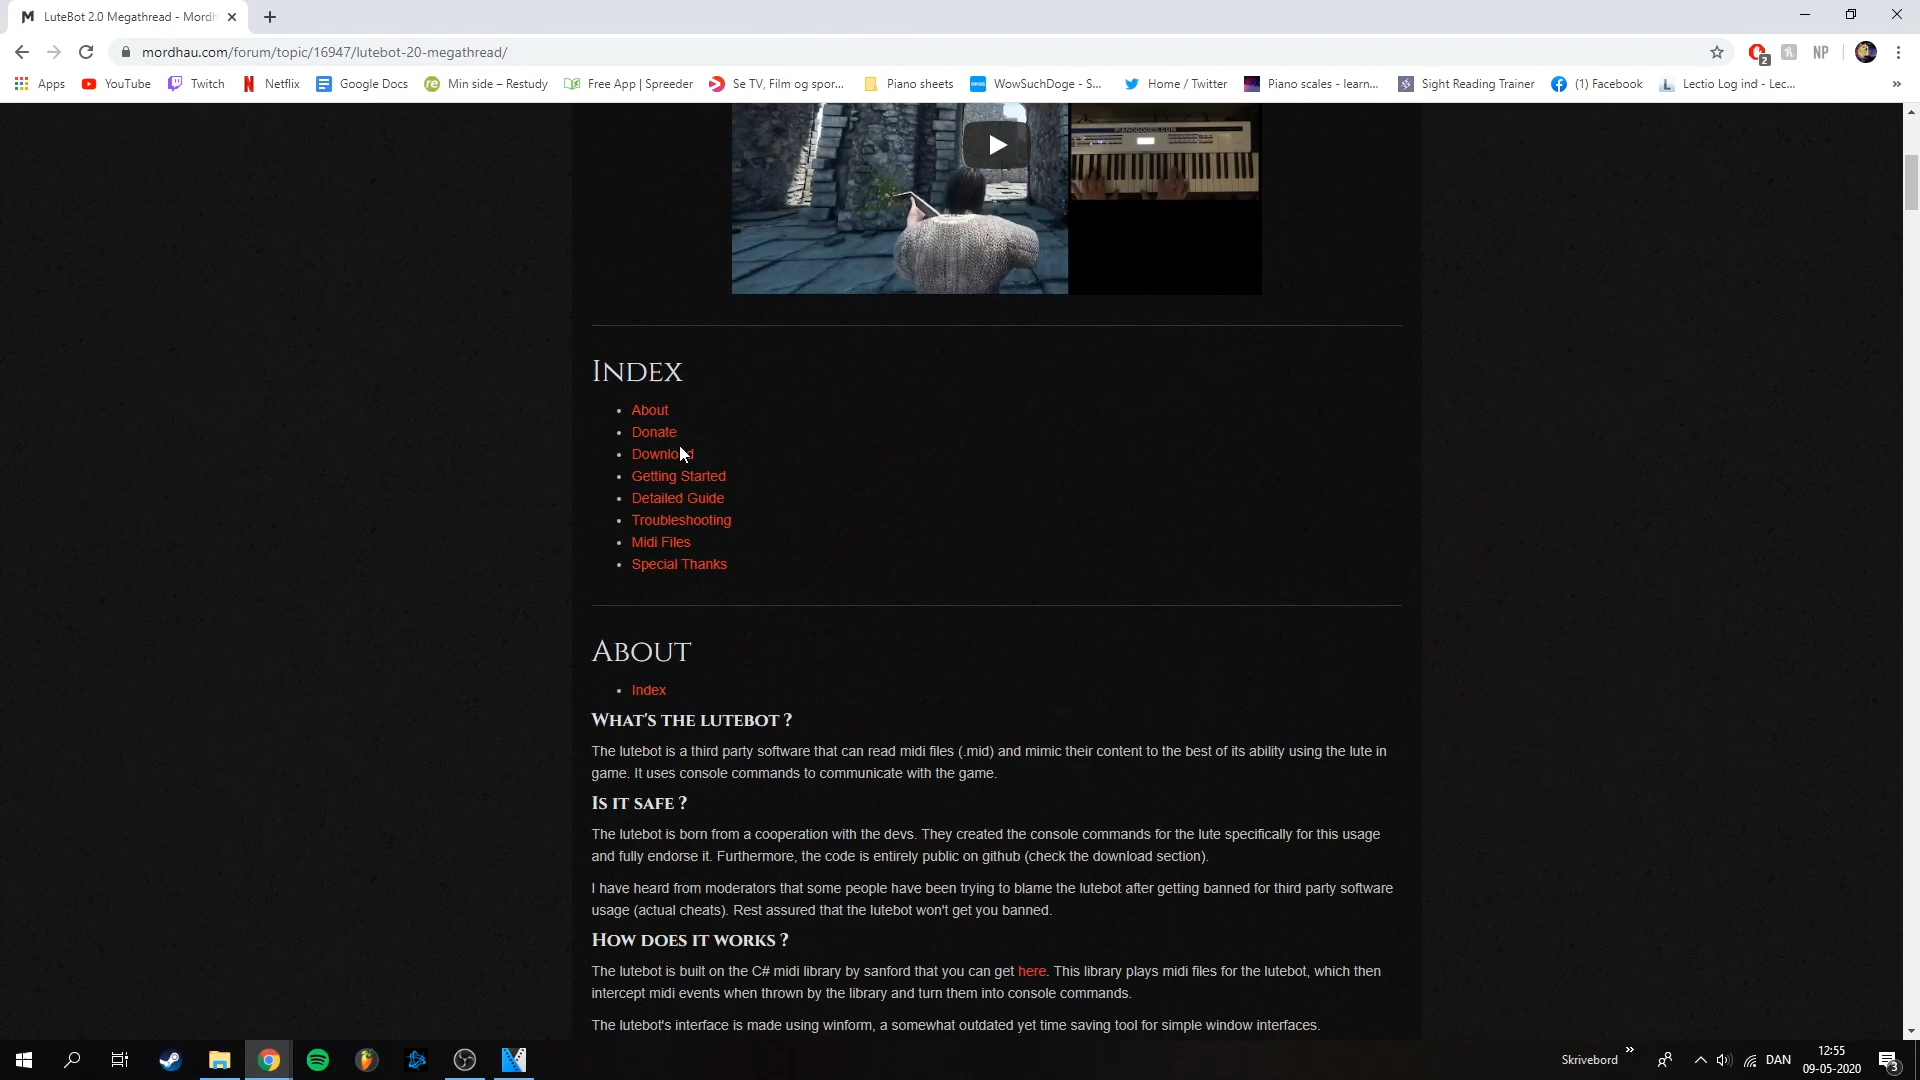 LuteBot 2.0 Megathread - Mordh
mordhau.com/forum/topic/16947/lutebot-20-megathread/
2
NP
Apps YouTube Twitch Netflix Google Docs Min side – Restudy Free App | Spreeder Se TV, Film og spor... Piano sheets WowSuchDoge - S... Home / Twitter Piano scales - learn... Sight Reading Trainer (1) Facebook Lectio Log ind - Lec...
Index
About
Donate
Download
Getting Started
Detailed Guide
Troubleshooting
Midi Files
Special Thanks
About
Index
What's the lutebot ?
The lutebot is a third party software that can read midi files (.mid) and mimic their content to the best of its ability using the lute in
game. It uses console commands to communicate with the game.
Is it safe ?
The lutebot is born from a cooperation with the devs. They created the console commands for the lute specifically for this usage
and fully endorse it. Furthermore, the code is entirely public on github (check the download section).
I have heard from moderators that some people have been trying to blame the lutebot after getting banned for third party software
usage (actual cheats). Rest assured that the lutebot won't get you banned.
How does it works ?
The lutebot is built on the C# midi library by sanford that you can get here. This library plays midi files for the lutebot, which then
intercept midi events when thrown by the library and turn them into console commands.
The lutebot's interface is made using winform, a somewhat outdated yet time saving tool for simple window interfaces.
Skrivebord
DAN
12:55
09-05-2020
3